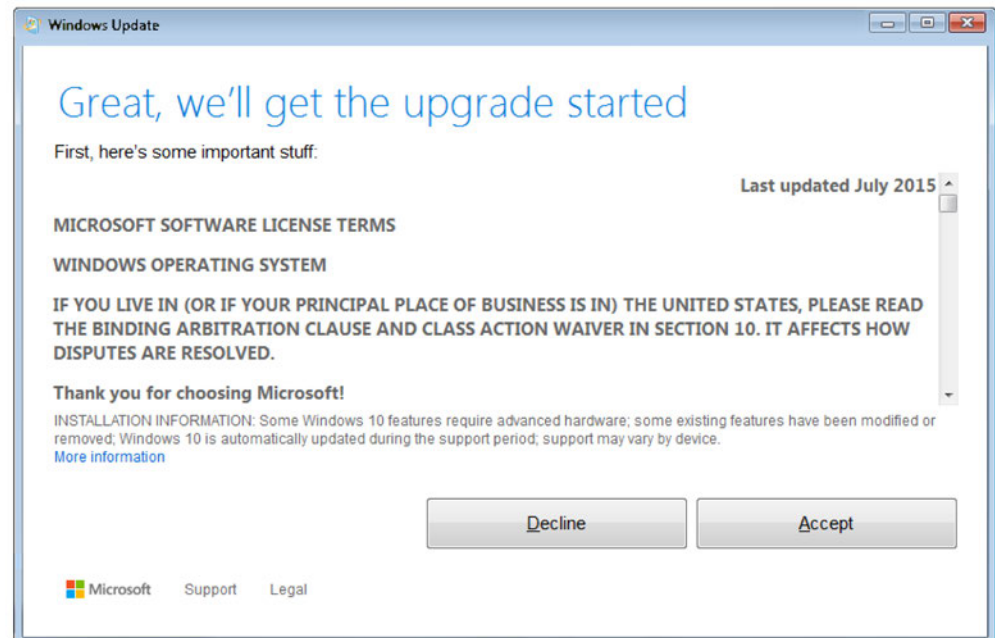 Windows Update
Great, we'll get the upgrade started
First, here's some important stuff:
Last updated July 2015
MICROSOFT SOFTWARE LICENSE TERMS
WINDOWS OPERATING SYSTEM
IF YOU LIVE IN (OR IF YOUR PRINCIPAL PLACE OF BUSINESS IS IN) THE UNITED STATES, PLEASE READ
THE BINDING ARBITRATION CLAUSE AND CLASS ACTION WAIVER IN SECTION 10. IT AFFECTS HOW
DISPUTES ARE RESOLVED.
Thank you for choosing Microsoft!
INSTALLATION INFORMATION: Some Windows 10 features require advanced hardware; some existing features have been modified or
removed; Windows 10 is automatically updated during the support period; support may vary by device.
More information
Decline Accept
Microsoft Support Legal